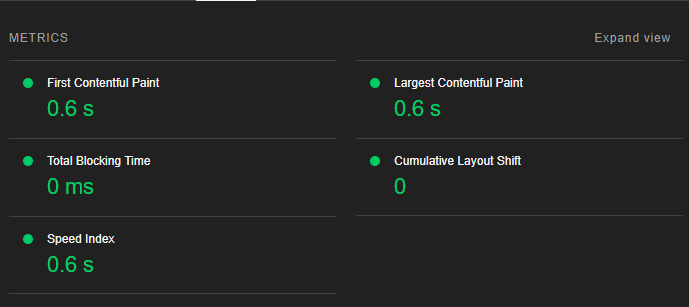 METRICS
Expand view
First Contentful Paint
0.6 s
Largest Contentful Paint
0.6 s
Total Blocking Time
0 ms
Cumulative Layout Shift
0
Speed Index
0.6 s